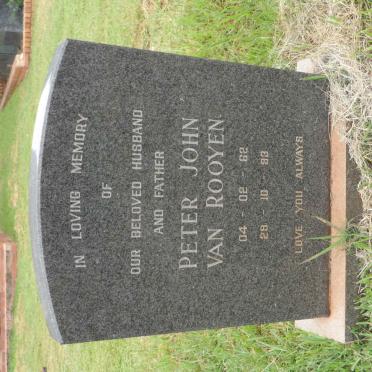 IN LOVING MEMORY
OF
OUR BELOVED HUSBAND
AND FATHER
PETER JOHN
VAN ROOYEN
04 · 02 · 62
28 · 10 · 93
I LOVE YOU ALWAYS